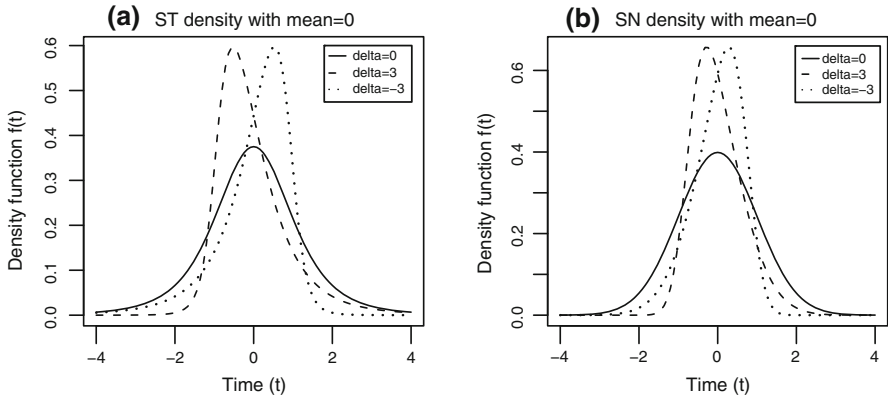 (a) ST density with mean=0
Density function f(t)
0.6
0.5
0.4
0.3
0.2
0.1
0.0
delta=0
delta=3
delta=−3
−4 −2 0 2 4
Time (t)
(b) SN density with mean=0
Density function f(t)
0.6
0.4
0.2
0.0
delta=0
delta=3
delta=−3
−4 −2 0 2 4
Time (t)